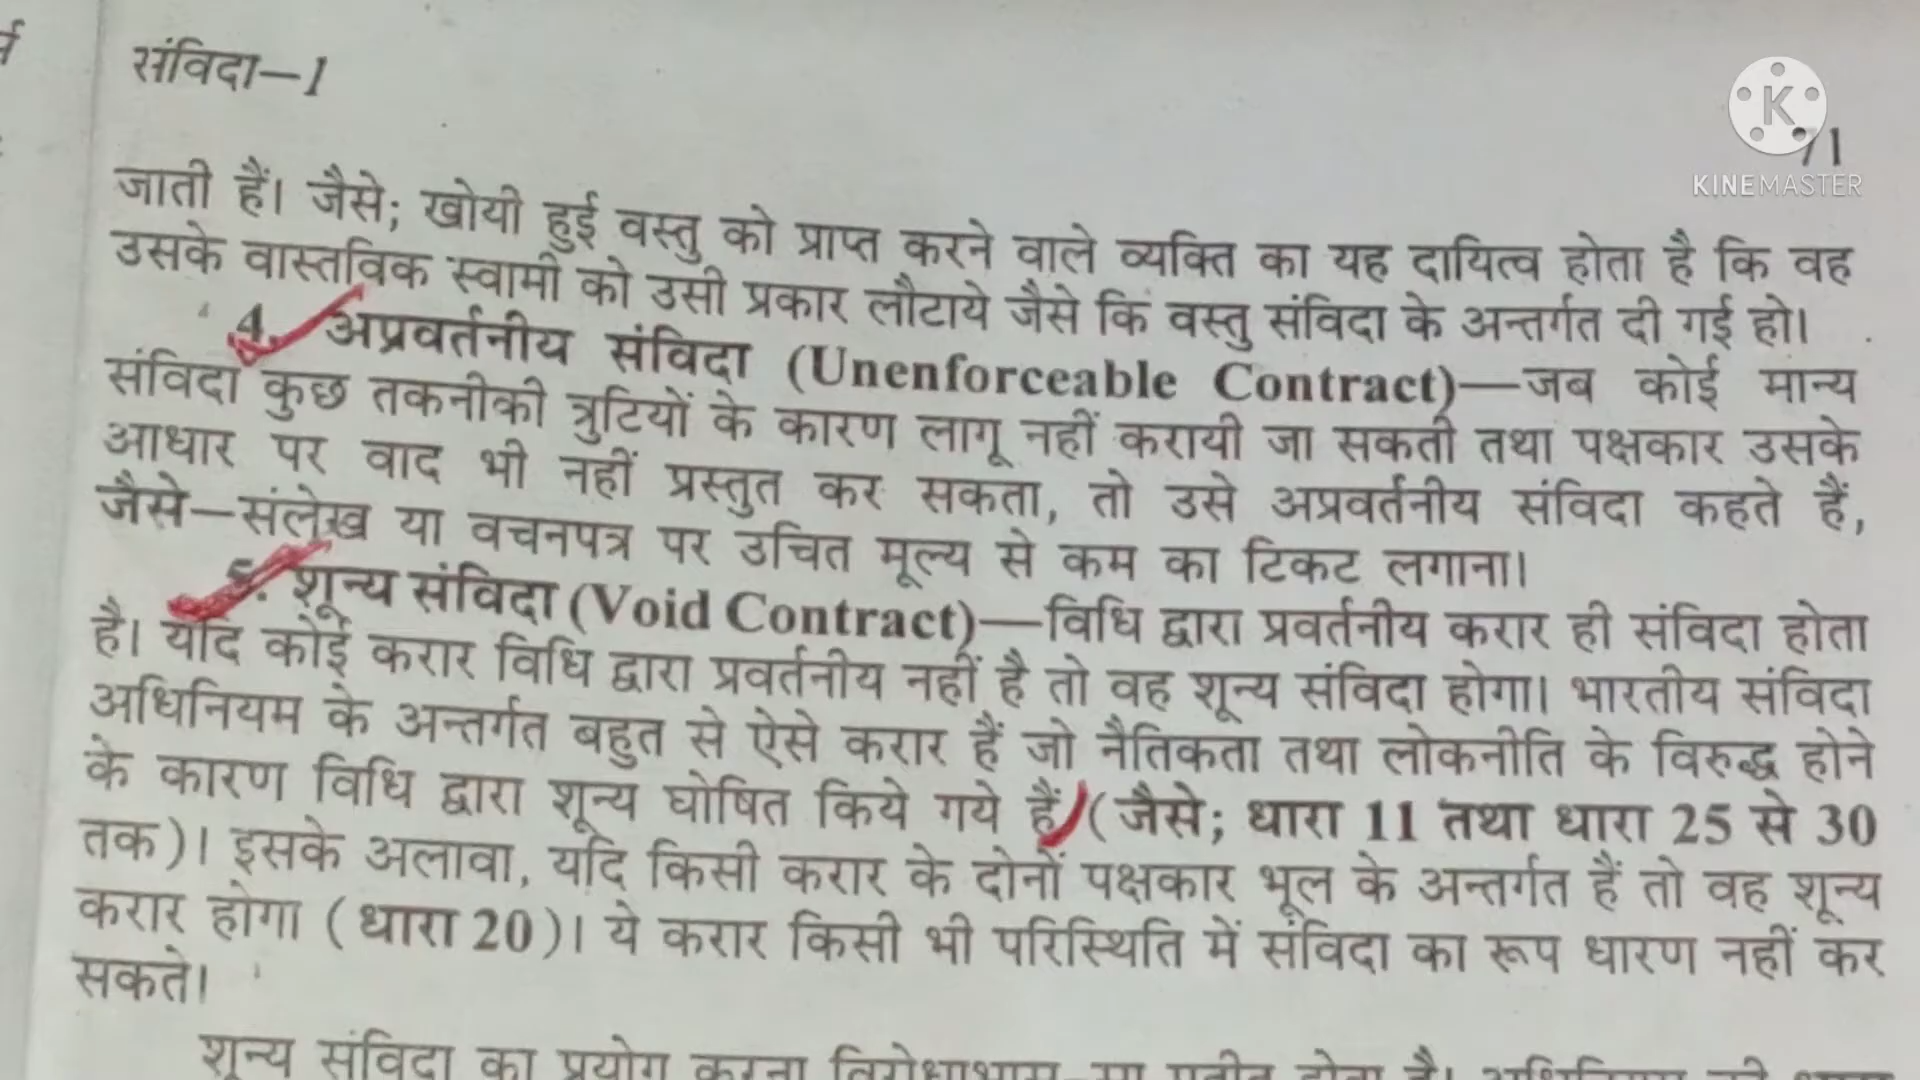 संविदा—1
71
KINEMASTER
जाती हैं। जैसे; खोयी हुई वस्तु को प्राप्त करने वाले व्यक्ति का यह दायित्व होता है कि वह
उसके वास्तविक स्वामी को उसी प्रकार लौटाये जैसे कि वस्तु संविदा के अन्तर्गत दी गई हो।
4. अप्रवर्तनीय संविदा (Unenforceable Contract)—जब कोई मान्य
संविदा कुछ तकनीकी त्रुटियों के कारण लागू नहीं करायी जा सकती तथा पक्षकार उसके
आधार पर वाद भी नहीं प्रस्तुत कर सकता, तो उसे अप्रवर्तनीय संविदा कहते हैं,
जैसे—संलेख या वचनपत्र पर उचित मूल्य से कम का टिकट लगाना।
5. शून्य संविदा (Void Contract)—विधि द्वारा प्रवर्तनीय करार ही संविदा होता
है। यदि कोई करार विधि द्वारा प्रवर्तनीय नहीं है तो वह शून्य संविदा होगा। भारतीय संविदा
अधिनियम के अन्तर्गत बहुत से ऐसे करार हैं जो नैतिकता तथा लोकनीति के विरुद्ध होने
के कारण विधि द्वारा शून्य घोषित किये गये हैं (जैसे; धारा 11 तथा धारा 25 से 30
तक)। इसके अलावा, यदि किसी करार के दोनों पक्षकार भूल के अन्तर्गत हैं तो वह शून्य
करार होगा (धारा 20)। ये करार किसी भी परिस्थिति में संविदा का रूप धारण नहीं कर
सकते।
शून्य संविदा का प्रयोग करना